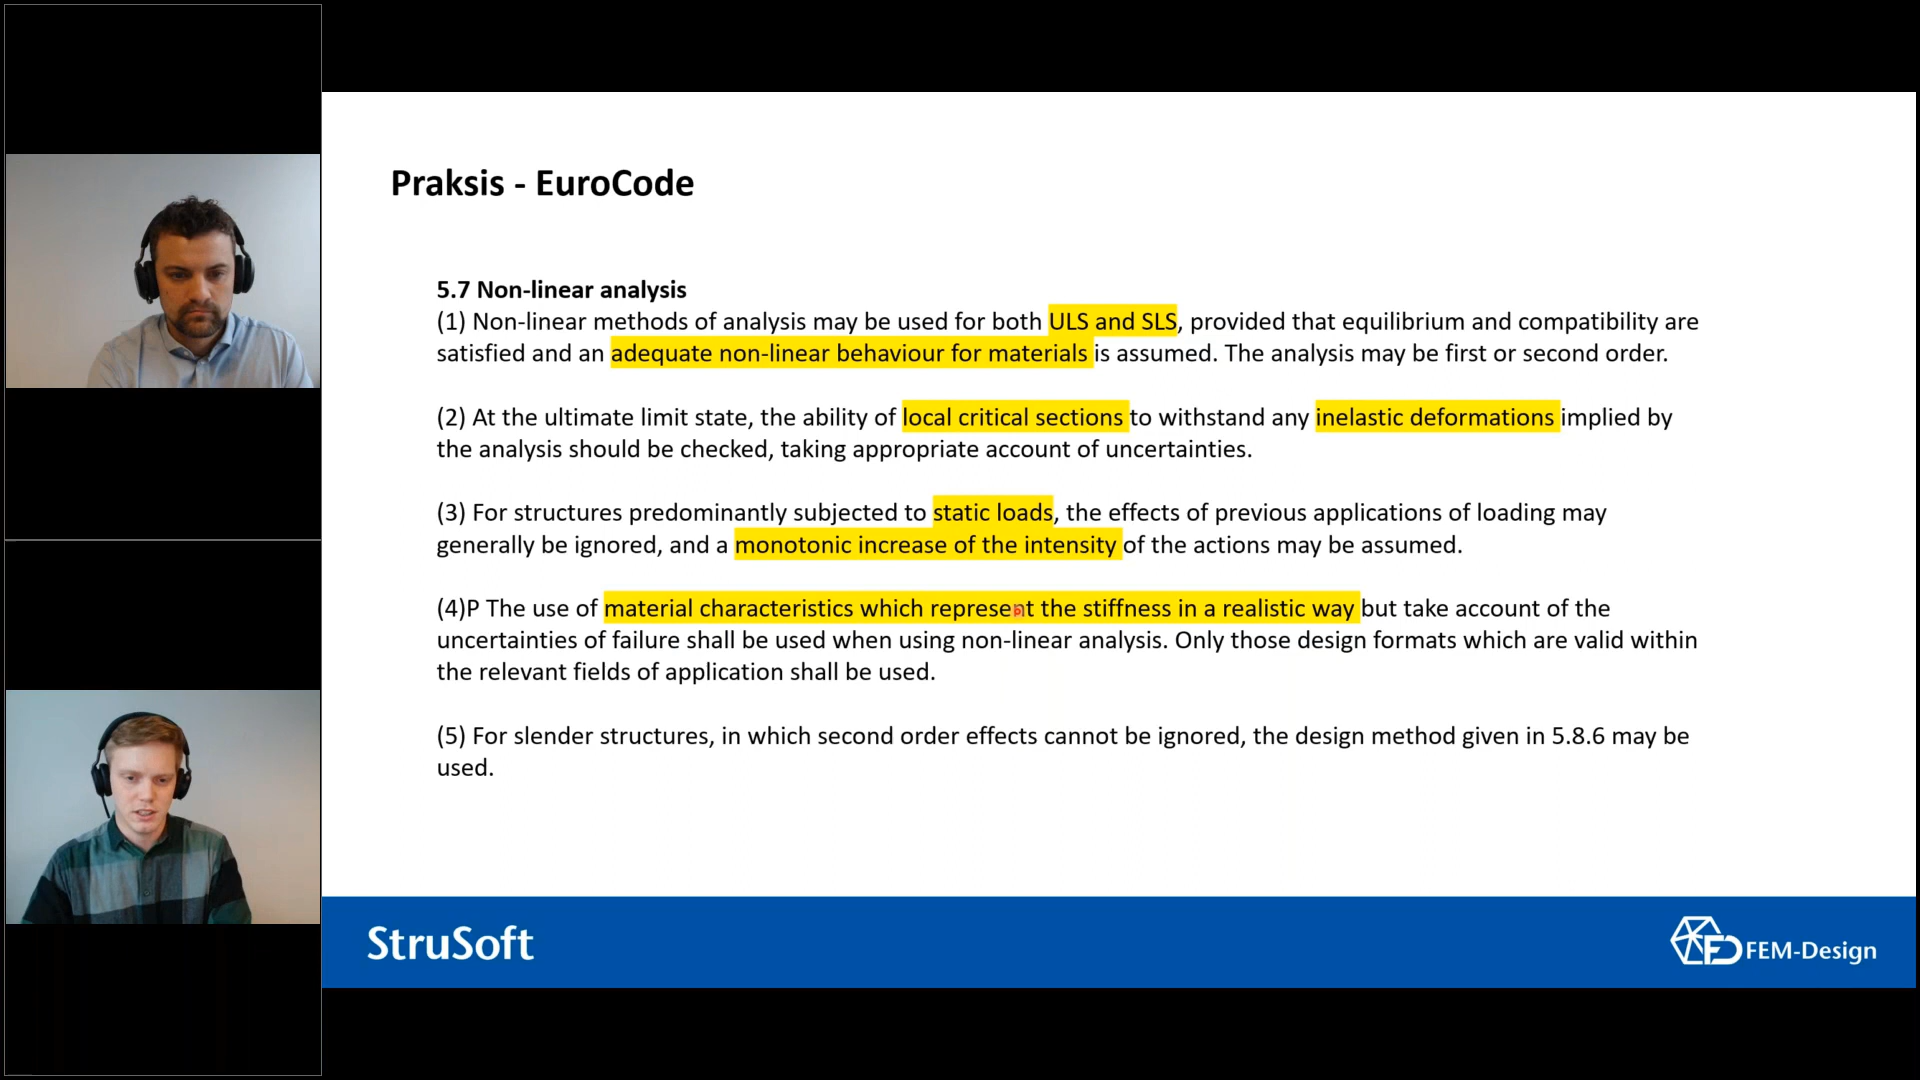 Praksis - EuroCode
5.7 Non-linear analysis
(1) Non-linear methods of analysis may be used for both ULS and SLS, provided that equilibrium and compatibility are
satisfied and an adequate non-linear behaviour for materials is assumed. The analysis may be first or second order.
(2) At the ultimate limit state, the ability of local critical sections to withstand any inelastic deformations implied by
the analysis should be checked, taking appropriate account of uncertainties.
(3) For structures predominantly subjected to static loads, the effects of previous applications of loading may
generally be ignored, and a monotonic increase of the intensity of the actions may be assumed.
(4)P The use of material characteristics which represent the stiffness in a realistic way but take account of the
uncertainties of failure shall be used when using non-linear analysis. Only those design formats which are valid within
the relevant fields of application shall be used.
(5) For slender structures, in which second order effects cannot be ignored, the design method given in 5.8.6 may be
used.
StruSoft
FD FEM-Design